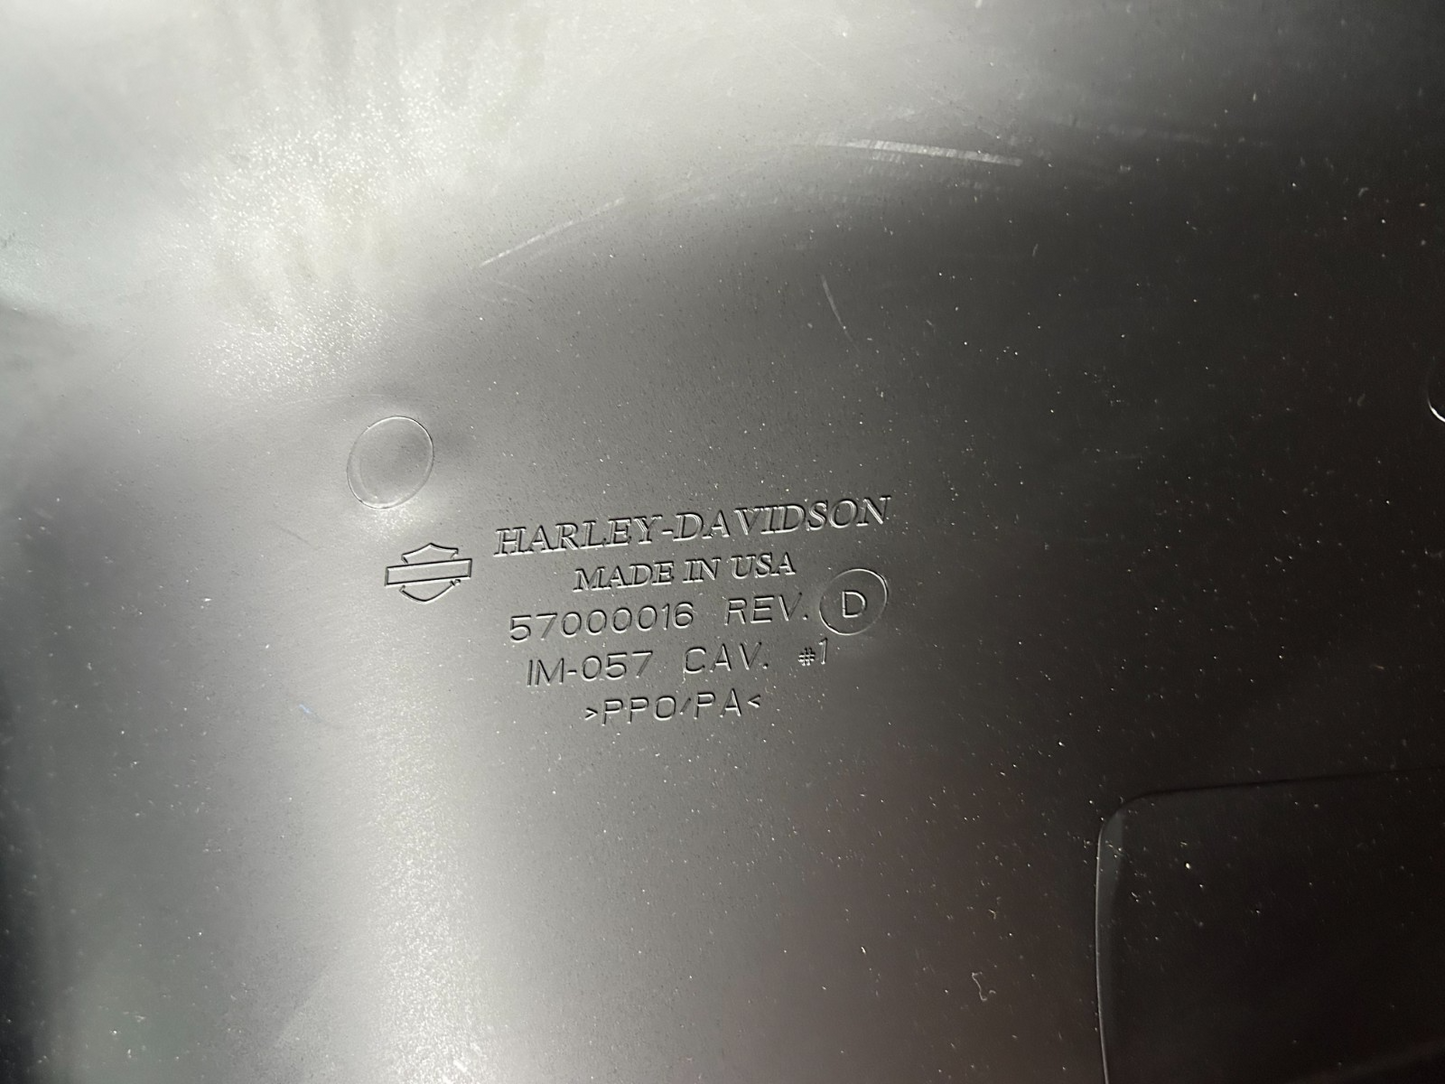 HARLEY-DAVIDSON
MADE IN USA
57000016 REV. D
IM-057 CAV. #1
>PPO/PA<